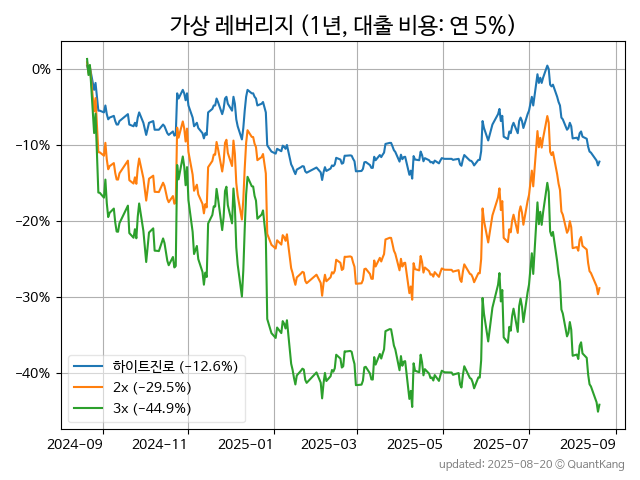 가상 레버리지 (1년, 대출 비용: 연 5%)
0%
−10%
−20%
−30%
−40%
하이트진로 (−12.6%)
2x (−29.5%)
3x (−44.9%)
2024−09 2024−11 2025−01 2025−03 2025−05 2025−07 2025−09
updated: 2025−08−20 © QuantKang